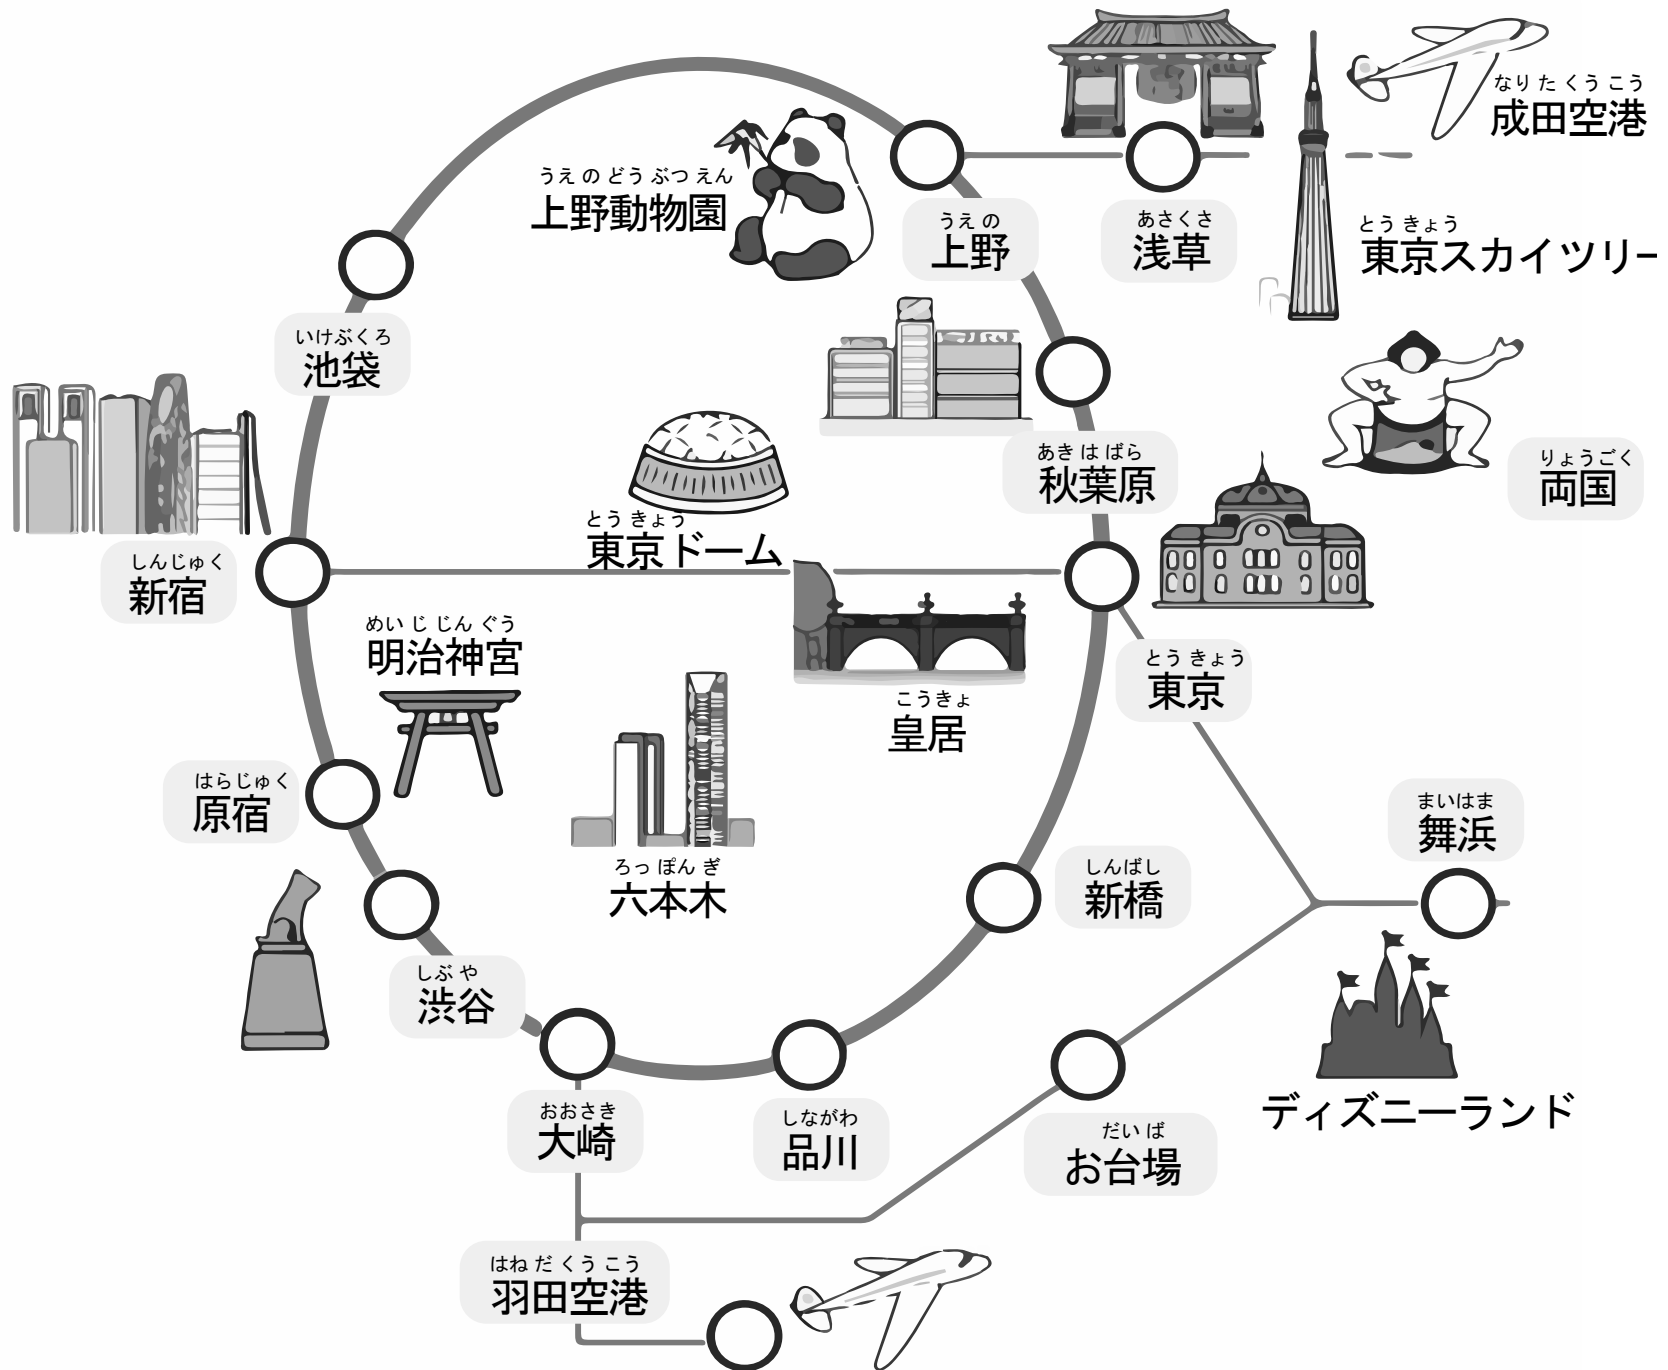 なりたくうこう
成田空港
うえのどうぶつえん
上野動物園
うえの
上野
あさくさ
浅草
とうきょう
東京スカイツリー
いけぶくろ
池袋
あきはばら
秋葉原
りょうごく
両国
とうきょう
東京ドーム
しんじゅく
新宿
めいじじんぐう
明治神宮
とうきょう
東京
こうきょ
皇居
はらじゅく
原宿
まいはま
舞浜
ろっぽんぎ
六本木
しんばし
新橋
しぶや
渋谷
ディズニーランド
おおさき
大崎
しながわ
品川
だいば
お台場
はねだくうこう
羽田空港